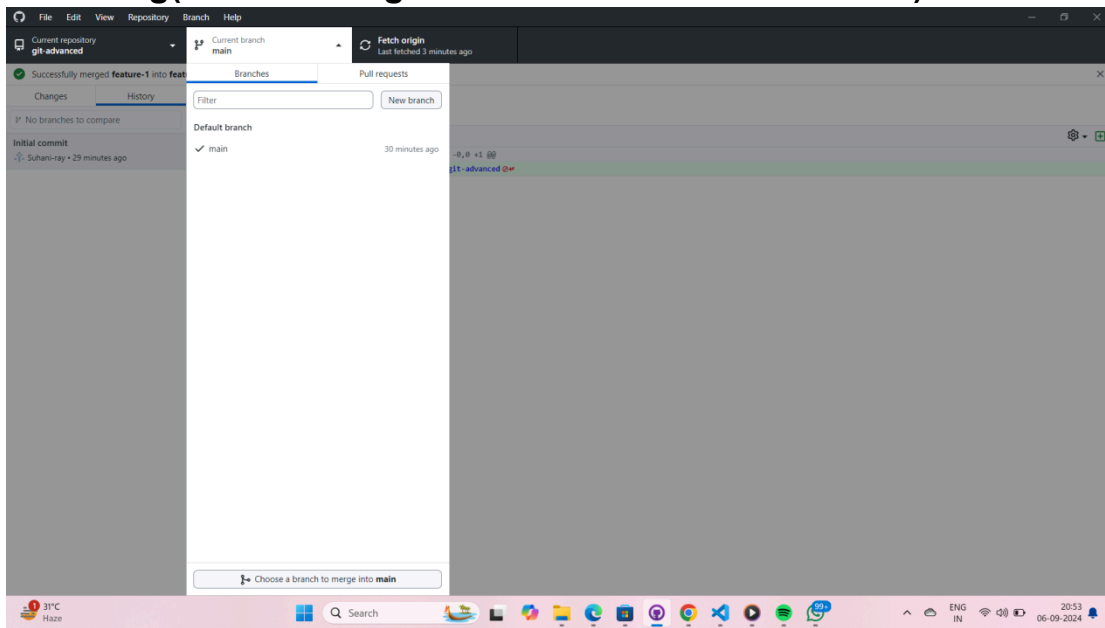 File Edit View Repository Branch Help
Current repository
git-advanced
Current branch
main
Fetch origin
Last fetched 3 minutes ago
Successfully merged feature-1 into feat
Branches Pull requests
Changes History
Filter
New branch
No branches to compare
Default branch
Initial commit
main 30 minutes ago
Suhani-ray • 29 minutes ago
-0,0 +1 @@
git-advanced
Choose a branch to merge into main
1
31°C
Haze
Search
99+
ENG
IN
20:53
06-09-2024